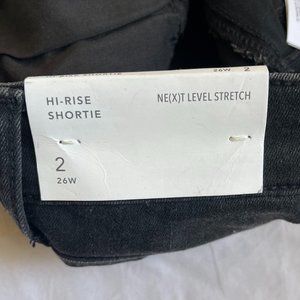 26W 2
HI-RISE
SHORTIE
NE(X)T LEVEL STRETCH
2
26W